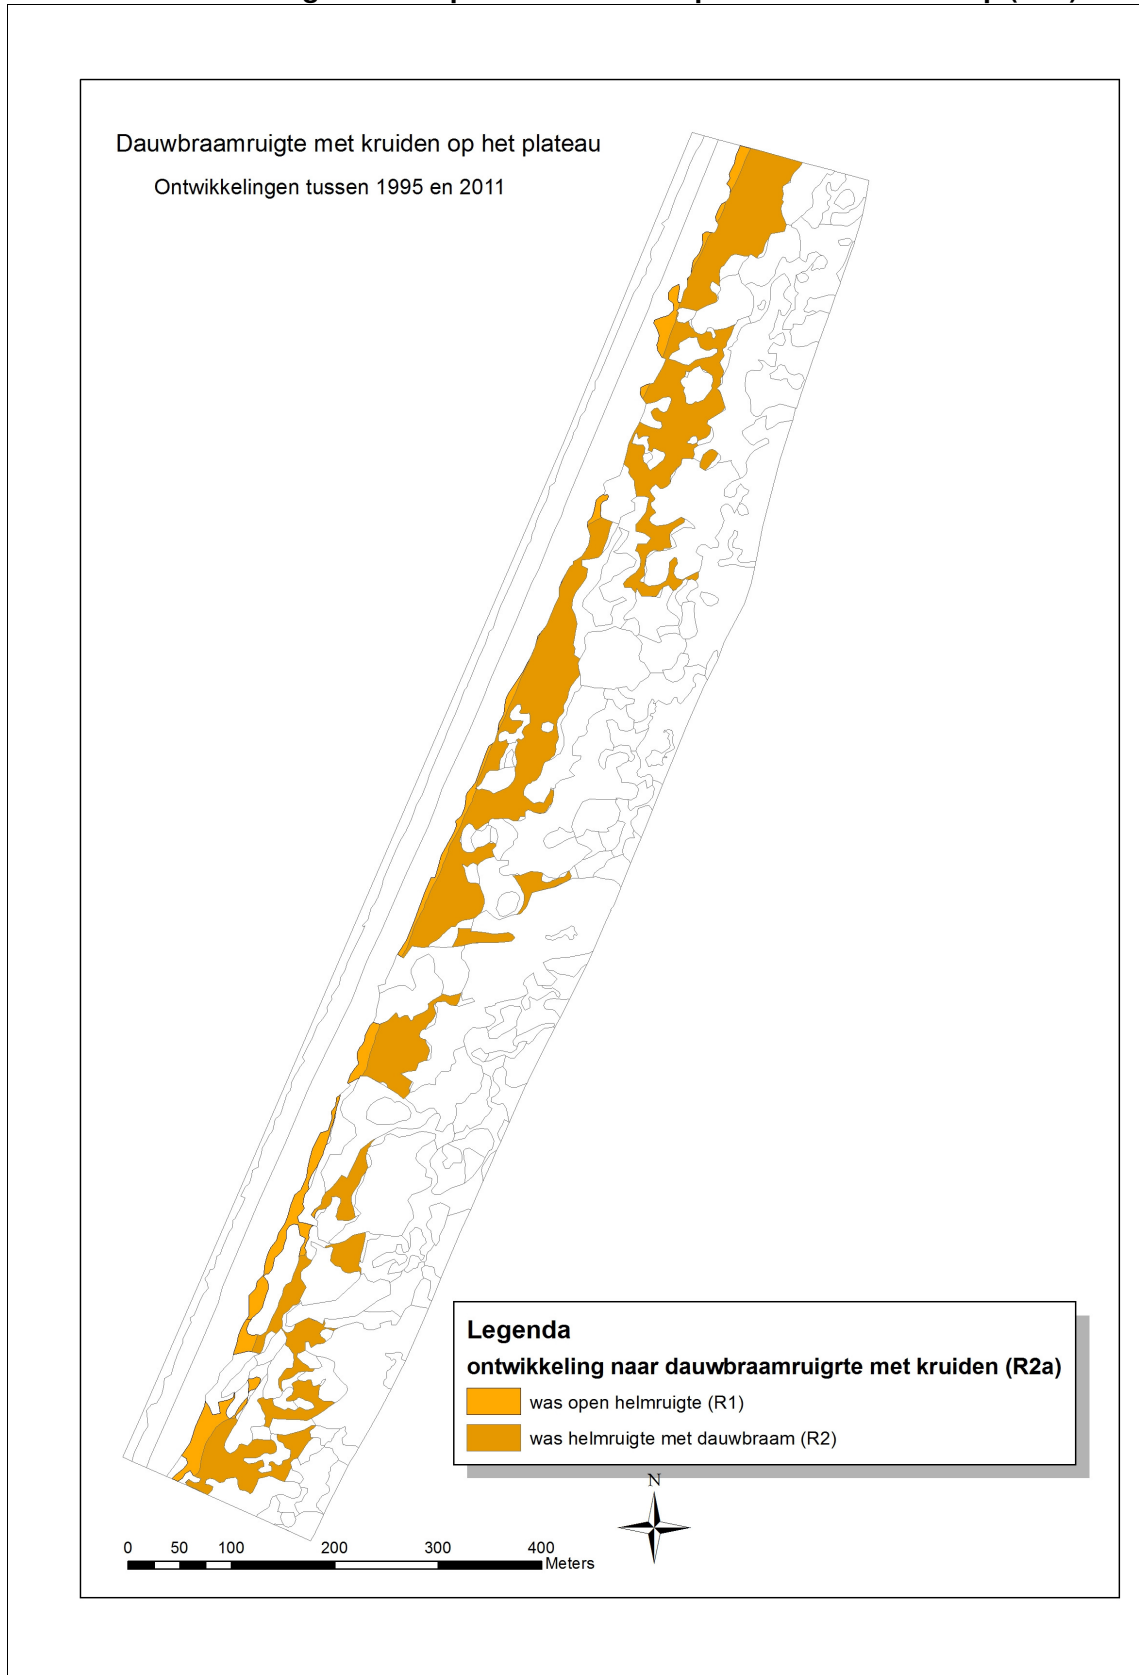 Dauwbraamruigte met kruiden op het plateau
Ontwikkelingen tussen 1995 en 2011
Legenda
ontwikkeling naar dauwbraamruigrte met kruiden (R2a)
was open helmruigte (R1)
was helmruigte met dauwbraam (R2)
N
0 50 100 200 300 400
Meters